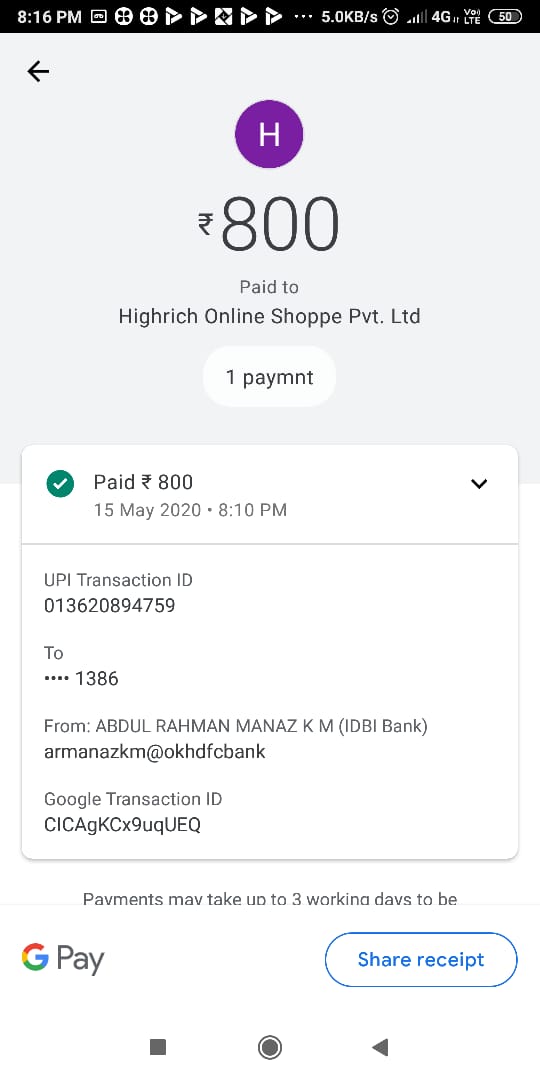 8:16 PM 5.0KB/s 4G Vo) LTE 50
H
₹800
Paid to
Highrich Online Shoppe Pvt. Ltd
1 paymnt
Paid ₹ 800
15 May 2020 • 8:10 PM
UPI Transaction ID
013620894759
To
•••• 1386
From: ABDUL RAHMAN MANAZ K M (IDBI Bank)
armanazkm@okhdfcbank
Google Transaction ID
CICAgKCx9uqUEQ
Payments may take up to 3 working days to be
G Pay
Share receipt